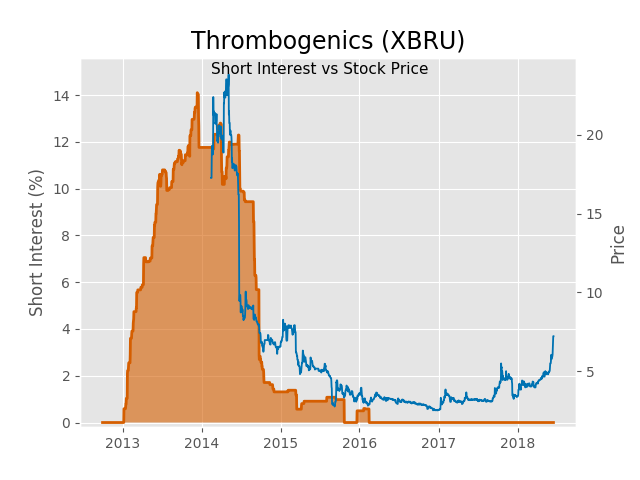 Thrombogenics (XBRU)
Short Interest vs Stock Price
Short Interest (%)
14
12
10
8
6
4
2
0
20
15
10
5
Price
2013 2014 2015 2016 2017 2018